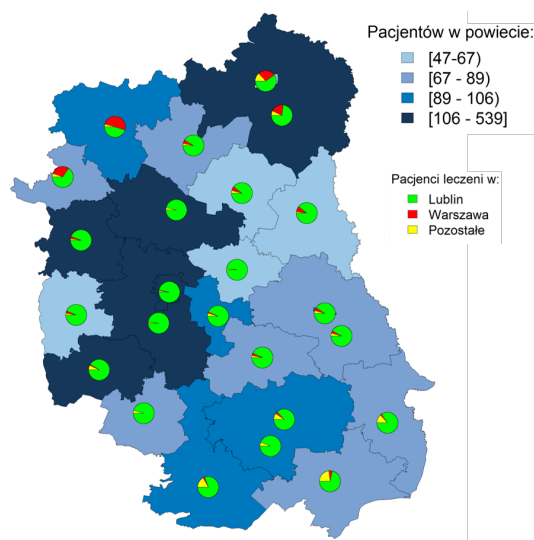 Pacjentów w powiecie:
[47-67)
[67 - 89)
[89 - 106)
[106 - 539]
Pacjenci leczeni w:
Lublin
Warszawa
Pozostałe